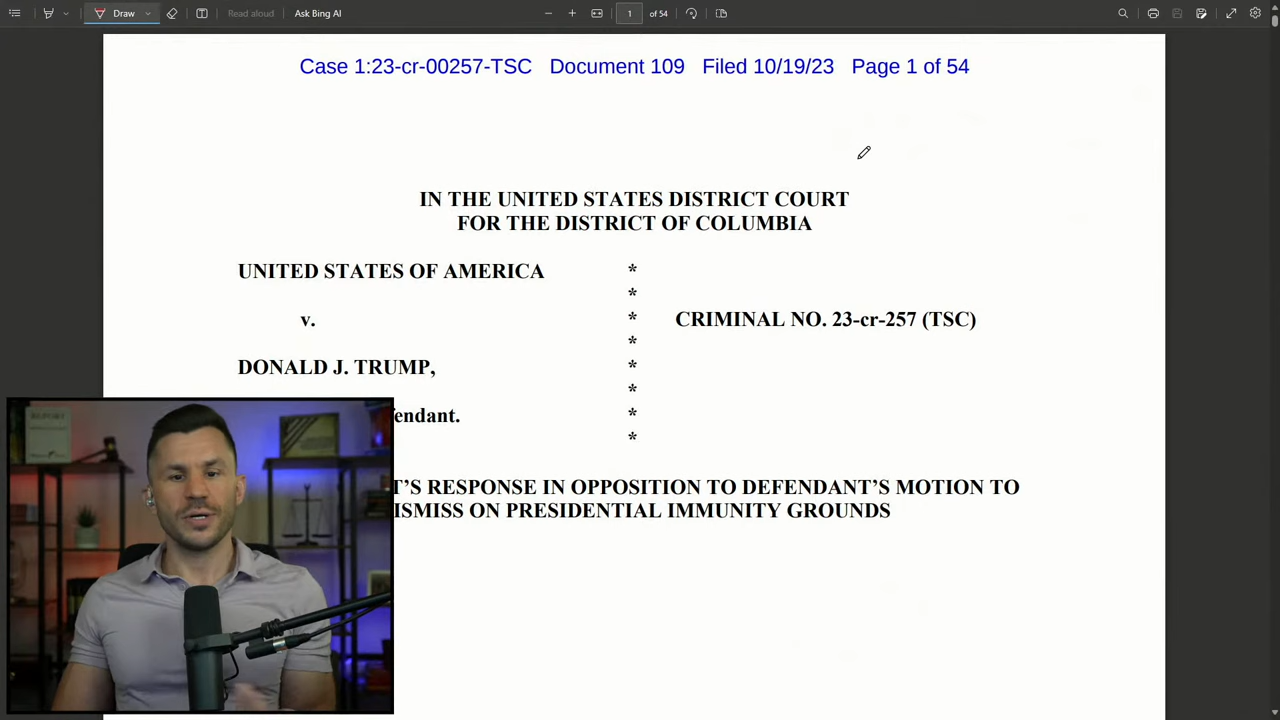 Draw
Read aloud
Ask Bing AI
1
of 54
Case 1:23-cr-00257-TSC Document 109 Filed 10/19/23 Page 1 of 54
IN THE UNITED STATES DISTRICT COURT
FOR THE DISTRICT OF COLUMBIA
UNITED STATES OF AMERICA *
*
v. * CRIMINAL NO. 23-cr-257 (TSC)
*
DONALD J. TRUMP, *
*
fendant. *
*
T'S RESPONSE IN OPPOSITION TO DEFENDANT'S MOTION TO
ISMISS ON PRESIDENTIAL IMMUNITY GROUNDS